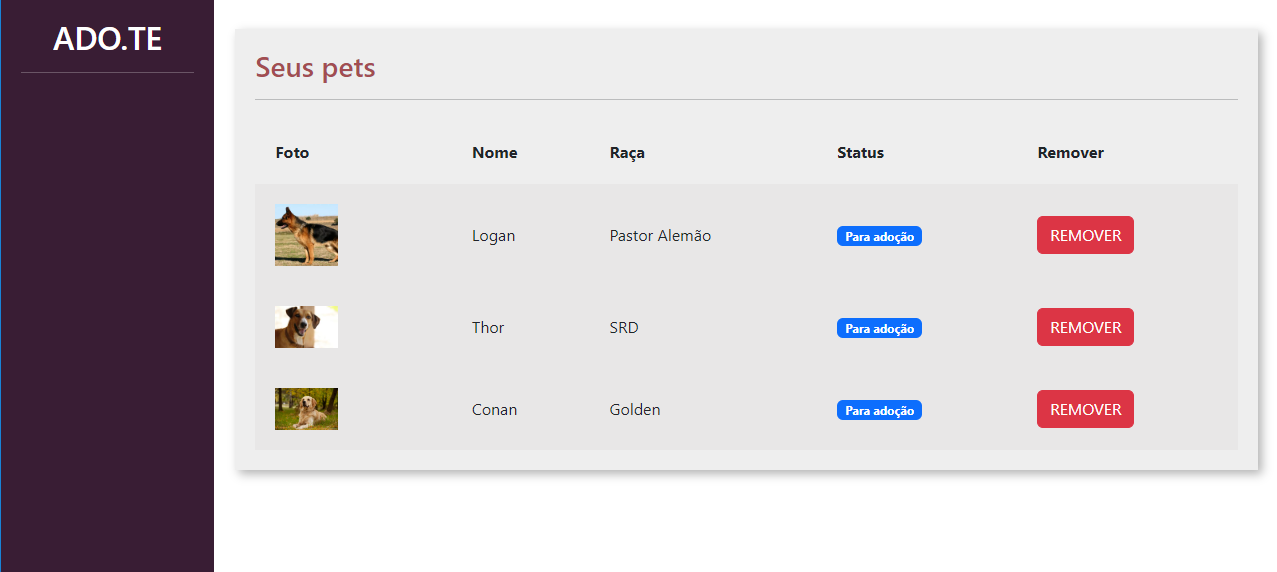 ADO.TE
Seus pets
Foto Nome Raça Status Remover
Logan Pastor Alemão Para adoção REMOVER
Thor SRD Para adoção REMOVER
Conan Golden Para adoção REMOVER